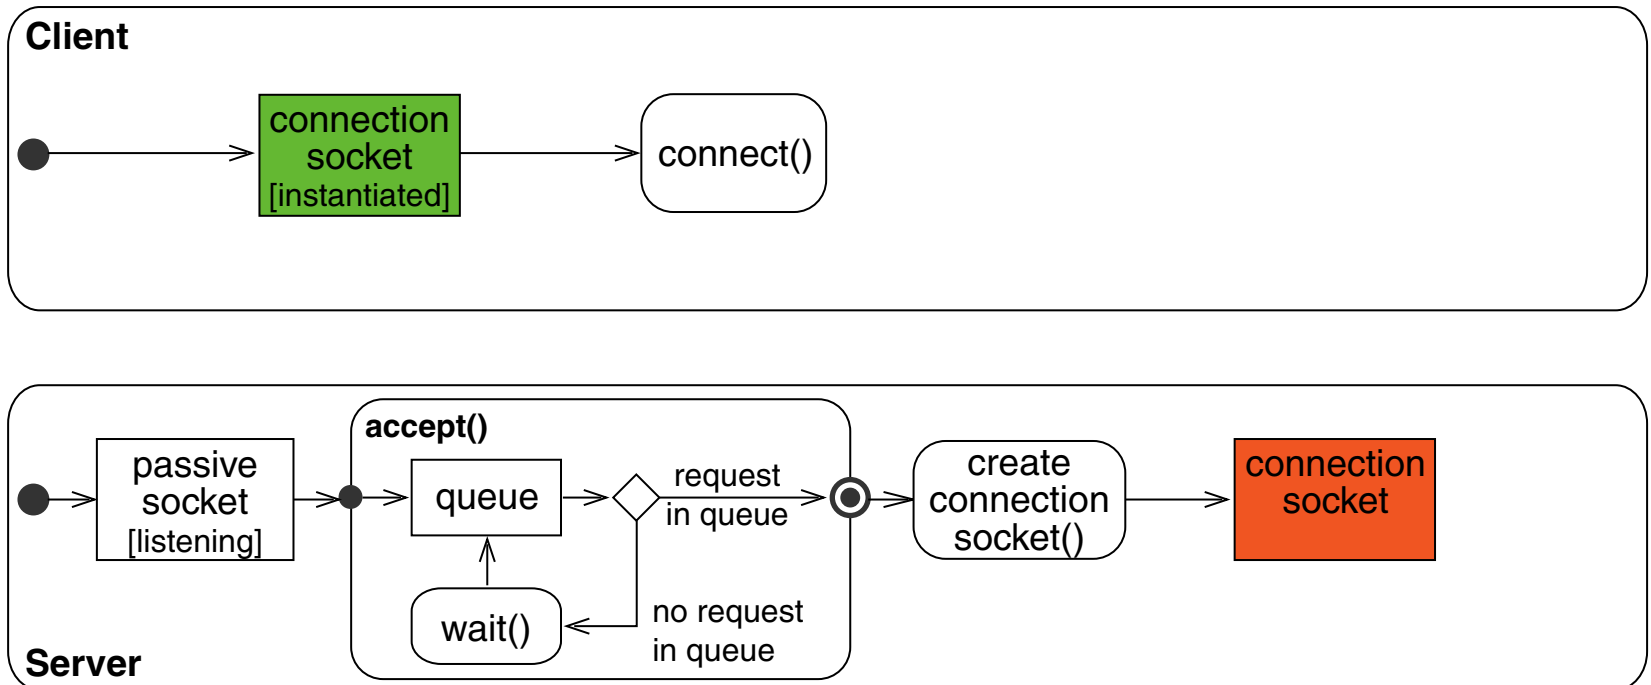 Client
connection
socket
[instantiated]
connect()
accept()
passive
socket
[listening]
queue
request
in queue
wait()
no request
in queue
create
connection
socket()
connection
socket
Server